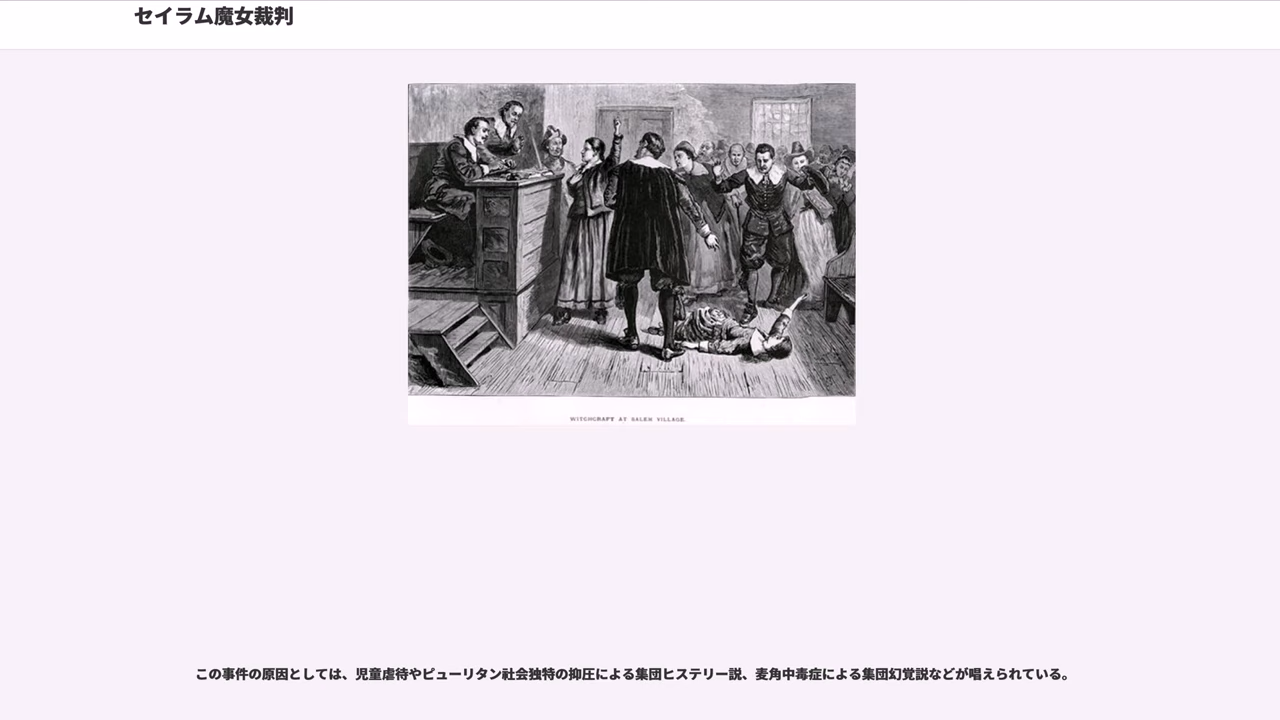 セイラム魔女裁判
WITCHCRAFT AT SALEM VILLAGE
この事件の原因としては、児童虐待やピューリタン社会独特の抑圧による集団ヒステリー説、麦角中毒症による集団幻覚説などが唱えられている。